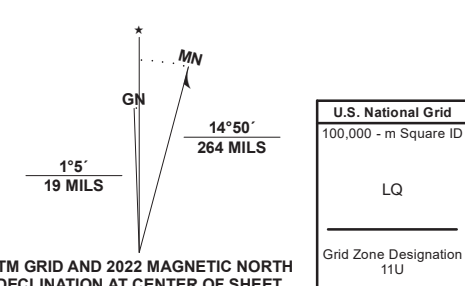 ★
MN
GN
14°50´
264 MILS
1°5´
19 MILS
TM GRID AND 2022 MAGNETIC NORTH
DECLINATION AT CENTER OF SHEET
U.S. National Grid
100,000 - m Square ID
LQ
Grid Zone Designation
11U